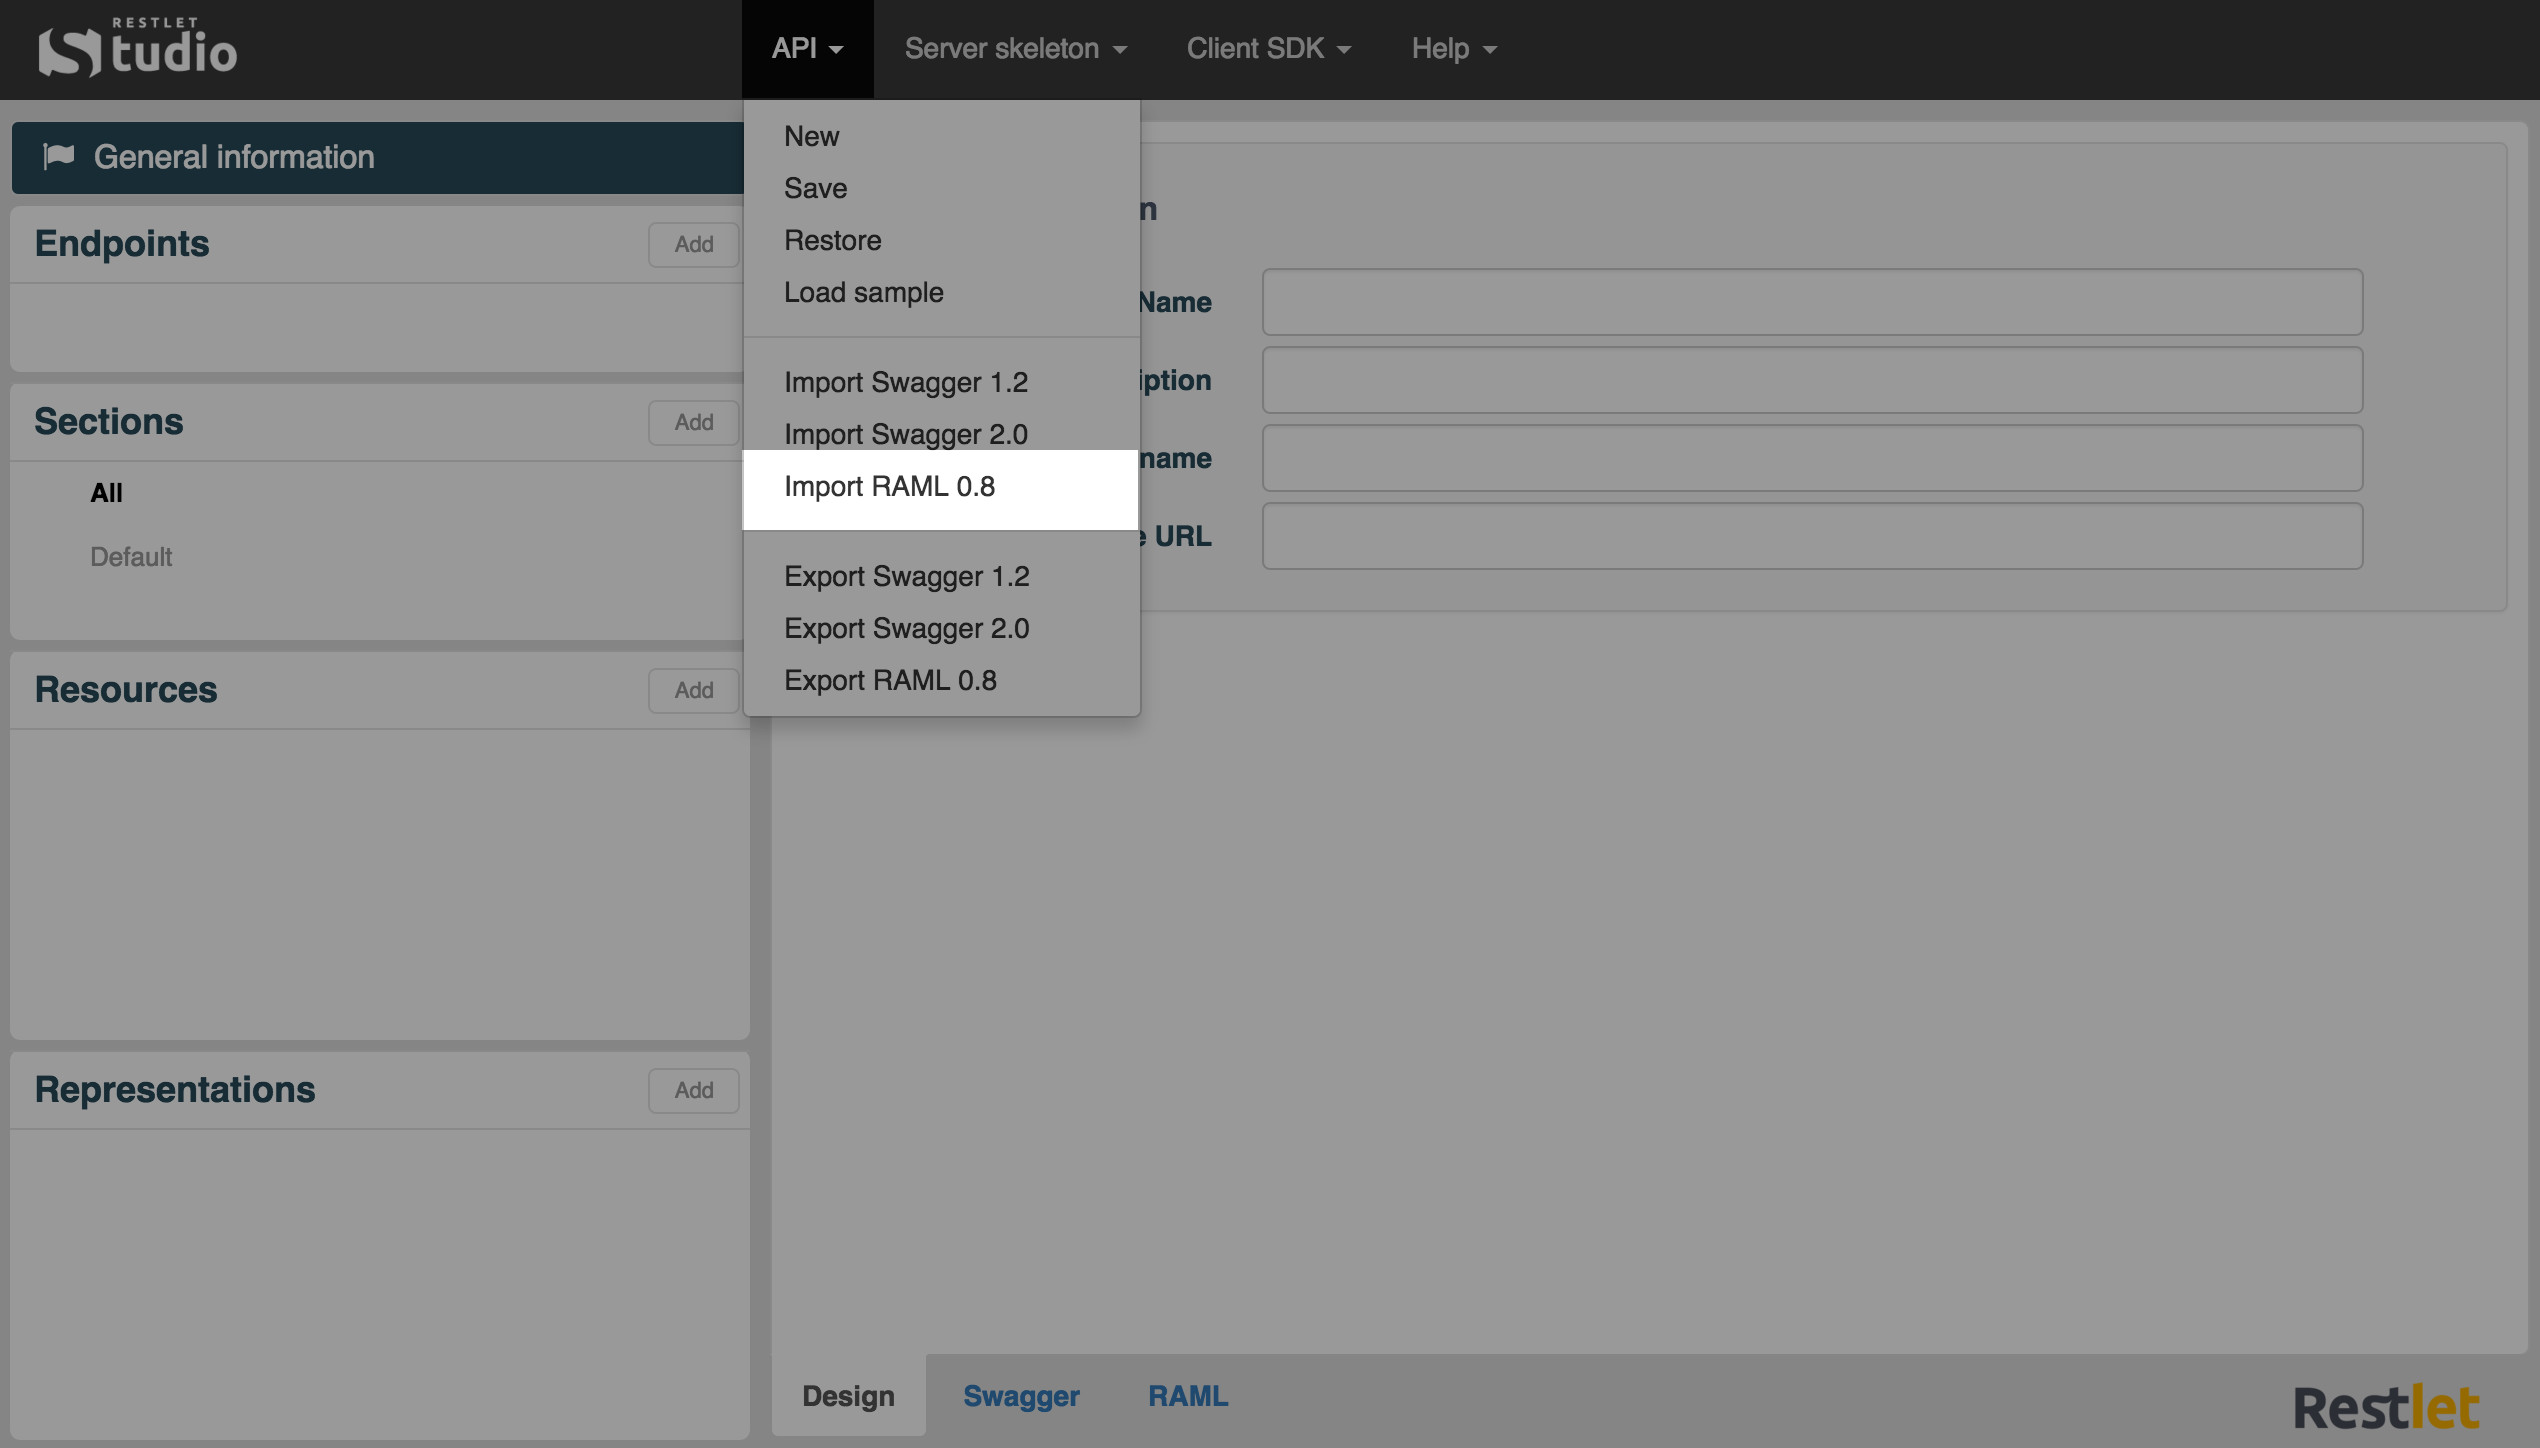 RESTLET
Studio
API
Server skeleton
Client SDK
Help
General information
Endpoints
Add
Sections
Add
All
Default
Resources
Add
Representations
Add
New
Save
Restore
Load sample
Import Swagger 1.2
Import Swagger 2.0
Import RAML 0.8
Export Swagger 1.2
Export Swagger 2.0
Export RAML 0.8
n
Name
iption
name
e URL
Design
Swagger
RAML
Restlet